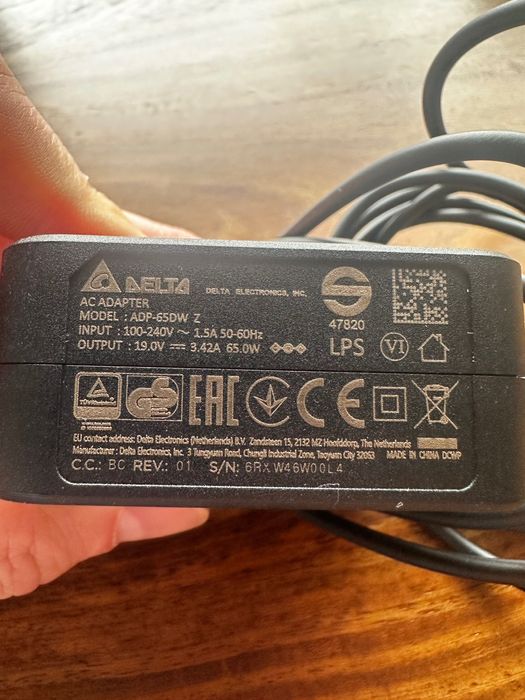 DELTA DELTA ELECTRONICS, INC.
AC ADAPTER
MODEL : ADP-65DW Z
INPUT : 100-240V ~ 1.5A 50-60Hz
OUTPUT : 19.0V ⎓ 3.42A 65.0W
47820
LPS VI
EAC CE
EU contact address: Delta Electronics (Netherlands) B.V. Zandsteen 15, 2132 MZ Hoofddorp, The Netherlands
Manufacturer : Delta Electronics, Inc. 3 Tungyuan Road, Chungli Industrial Zone, Taoyuan City 32063
MADE IN CHINA DCWP
C.C.: BC REV.: 01 S/N: 6RXW46W00L4